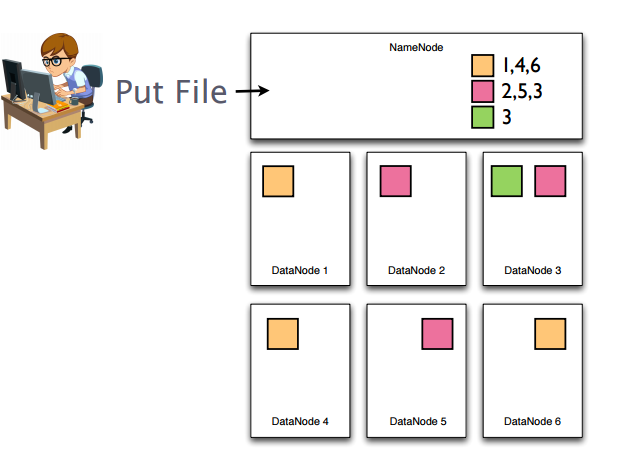 NameNode
1,4,6
Put File
2,5,3
3
DataNode 1
DataNode 2
DataNode 3
DataNode 4
DataNode 5
DataNode 6